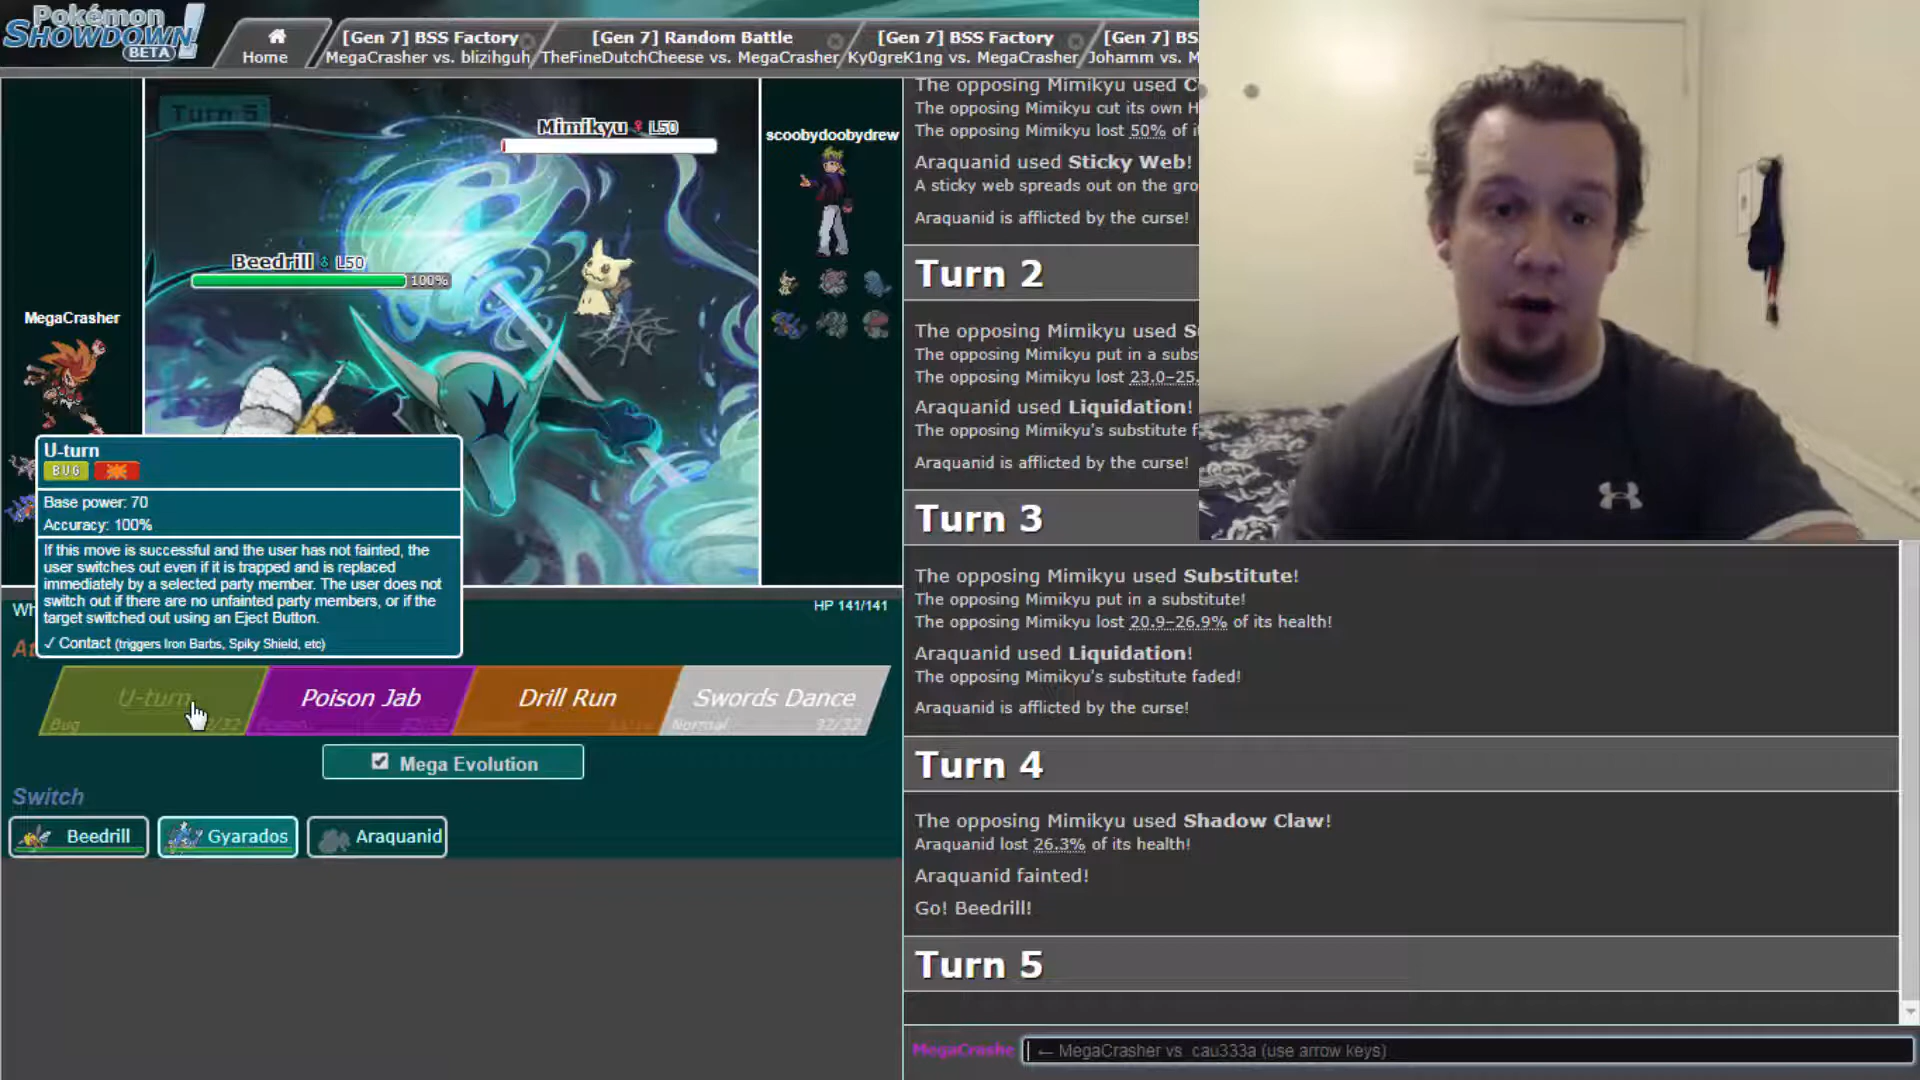 Pokémon
SHOWDOWN!
BETA
Home
[Gen 7] BSS Factory
MegaCrasher vs. blizihguh
[Gen 7] Random Battle
TheFineDutchCheese vs. MegaCrasher
[Gen 7] BSS Factory
Ky0greK1ng vs. MegaCrasher
[Gen 7] BS
Johamm vs. M
Turn 5
Mimikyu L50
Beedrill L50
100%
MegaCrasher
scoobydoobydrew
U-turn
BUG
Base power: 70
Accuracy: 100%
If this move is successful and the user has not fainted, the
user switches out even if it is trapped and is replaced
immediately by a selected party member. The user does not
switch out if there are no unfainted party members, or if the
target switched out using an Eject Button.
✓ Contact (triggers Iron Barbs, Spiky Shield, etc)
Wh
HP 141/141
At
U-turn
Bug
/32
Poison Jab
Drill Run
Swords Dance
Normal 32/32
Mega Evolution
Switch
Beedrill
Gyarados
Araquanid
The opposing Mimikyu used C
The opposing Mimikyu cut its own H
The opposing Mimikyu lost 50% of i
Araquanid used Sticky Web!
A sticky web spreads out on the gro
Araquanid is afflicted by the curse!
Turn 2
The opposing Mimikyu used S
The opposing Mimikyu put in a subs
The opposing Mimikyu lost 23.0–25.
Araquanid used Liquidation!
The opposing Mimikyu's substitute f
Araquanid is afflicted by the curse!
Turn 3
The opposing Mimikyu used Substitute!
The opposing Mimikyu put in a substitute!
The opposing Mimikyu lost 20.9–26.9% of its health!
Araquanid used Liquidation!
The opposing Mimikyu's substitute faded!
Araquanid is afflicted by the curse!
Turn 4
The opposing Mimikyu used Shadow Claw!
Araquanid lost 26.3% of its health!
Araquanid fainted!
Go! Beedrill!
Turn 5
MegaCrashe
← MegaCrasher vs. cau333a (use arrow keys)